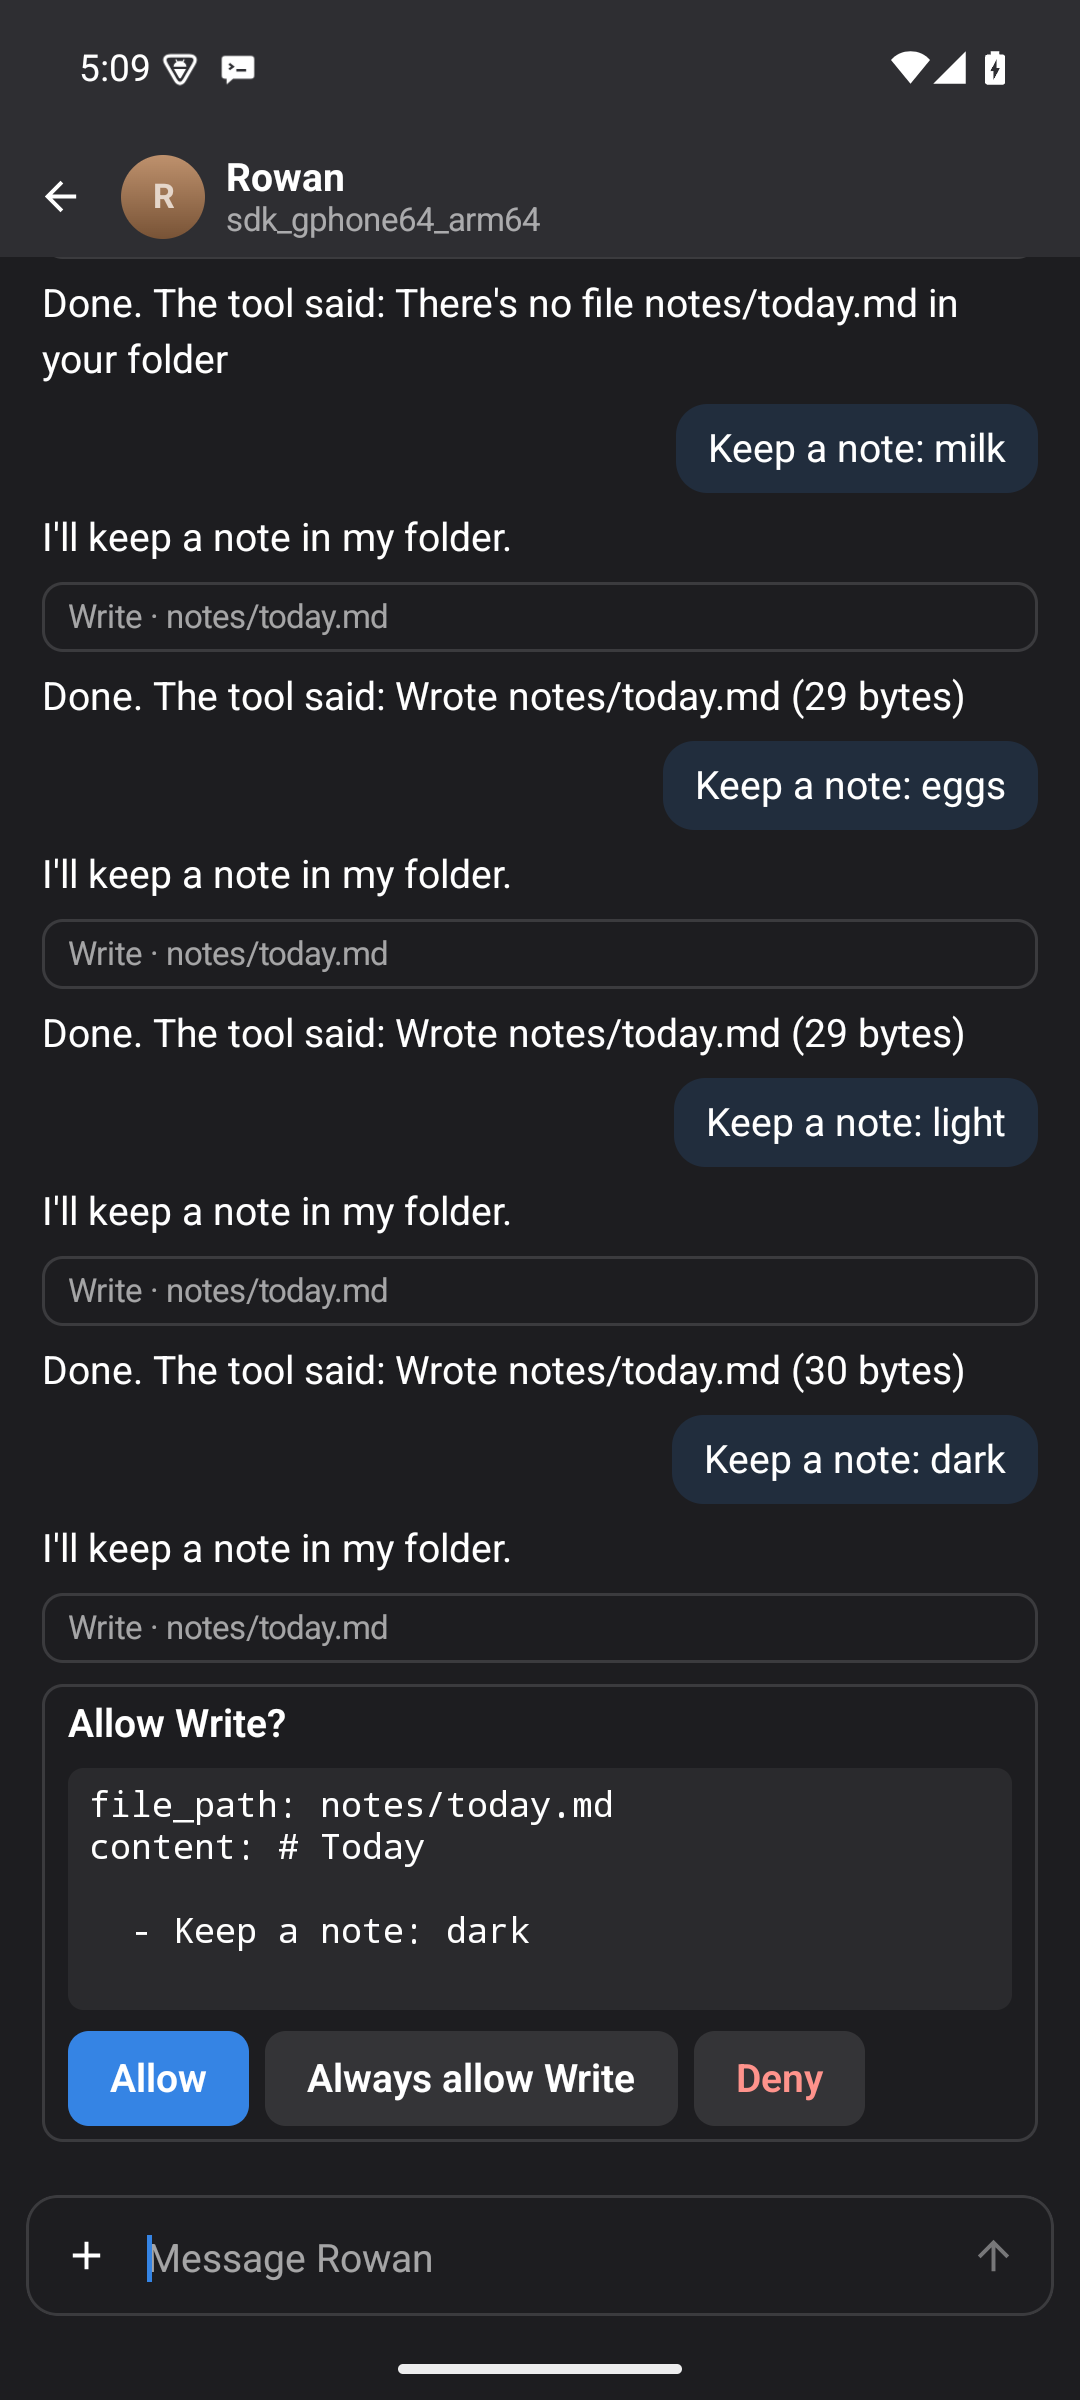 5:09
R
Rowan
sdk_gphone64_arm64
Done. The tool said: There's no file notes/today.md in
your folder
Keep a note: milk
I'll keep a note in my folder.
Write · notes/today.md
Done. The tool said: Wrote notes/today.md (29 bytes)
Keep a note: eggs
I'll keep a note in my folder.
Write · notes/today.md
Done. The tool said: Wrote notes/today.md (29 bytes)
Keep a note: light
I'll keep a note in my folder.
Write · notes/today.md
Done. The tool said: Wrote notes/today.md (30 bytes)
Keep a note: dark
I'll keep a note in my folder.
Write · notes/today.md
Allow Write?
file_path: notes/today.md
content: # Today
- Keep a note: dark
Allow
Always allow Write
Deny
Message Rowan